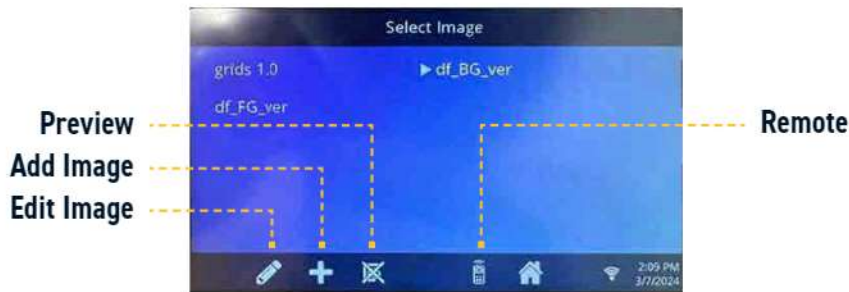 Select Image
grids 1.0
df_BG_ver
df_FG_ver
Preview
Remote
Add Image
Edit Image
2:09 PM
3/7/2024